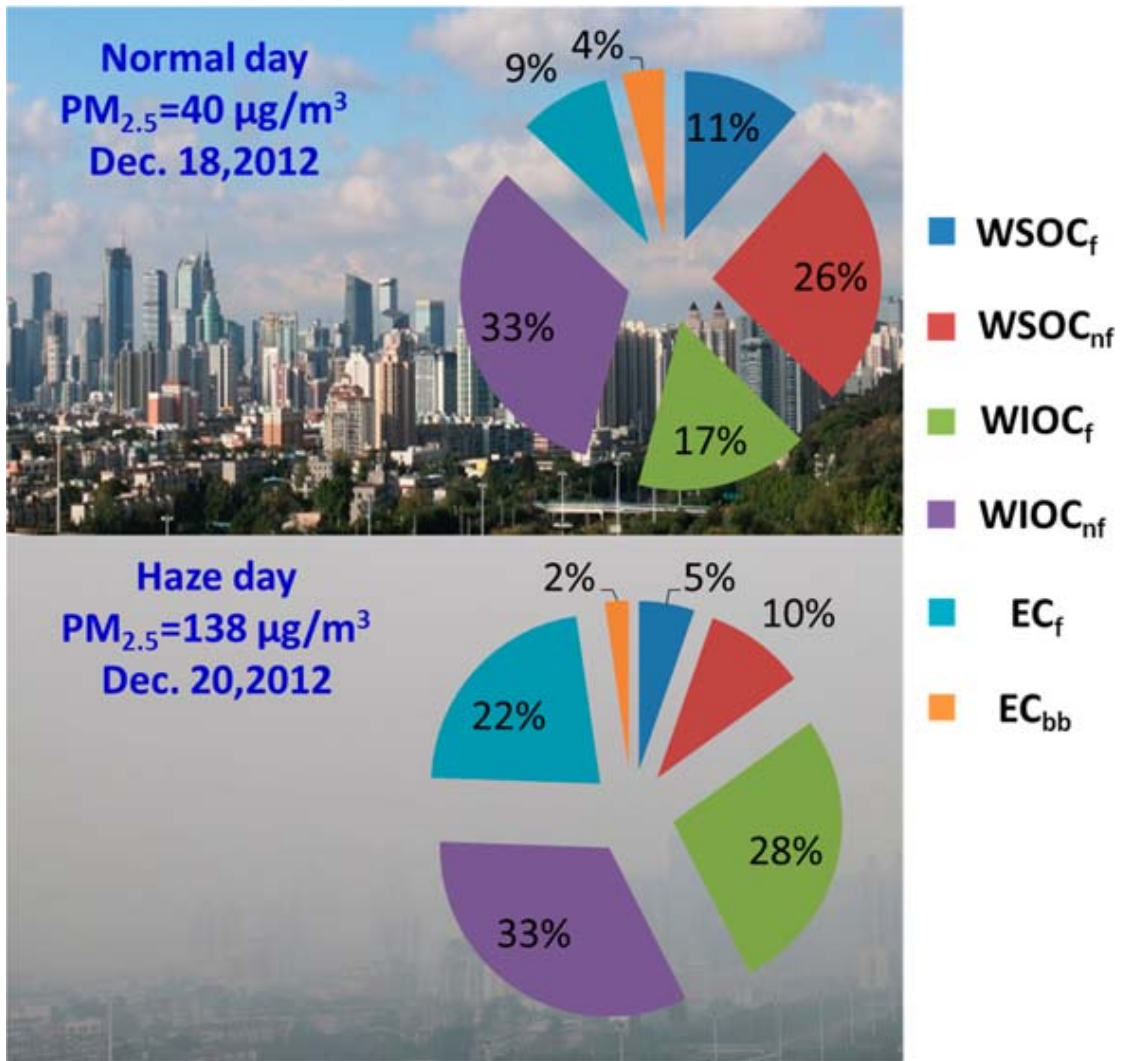 Normal day
PM₂.₅=40 µg/m³
Dec. 18,2012
4%
9%
11%
26%
33%
17%
WSOCf
WSOCnf
WIOCf
WIOCnf
ECf
ECbb
Haze day
PM₂.₅=138 µg/m³
Dec. 20,2012
2%
5%
10%
22%
28%
33%